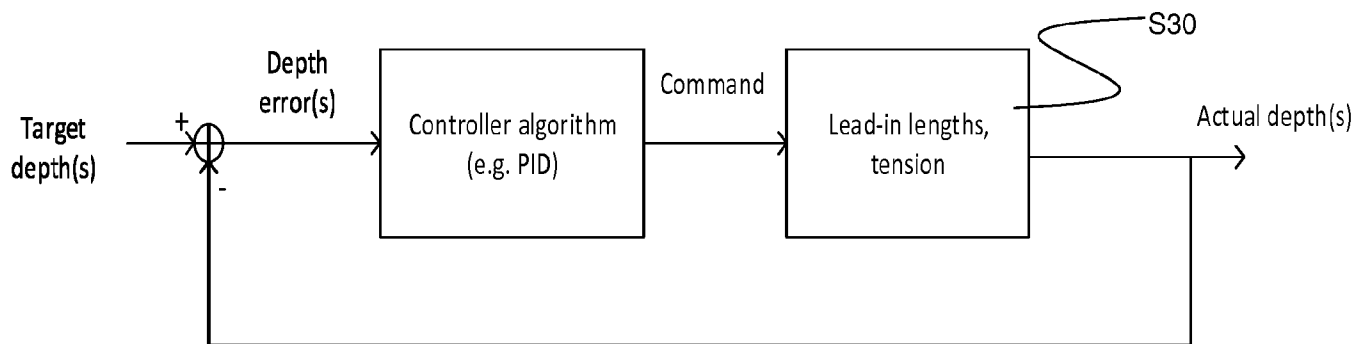 Target
depth(s)
+
-
Depth
error(s)
Controller algorithm
(e.g. PID)
Command
Lead-in lengths,
tension
S30
Actual depth(s)